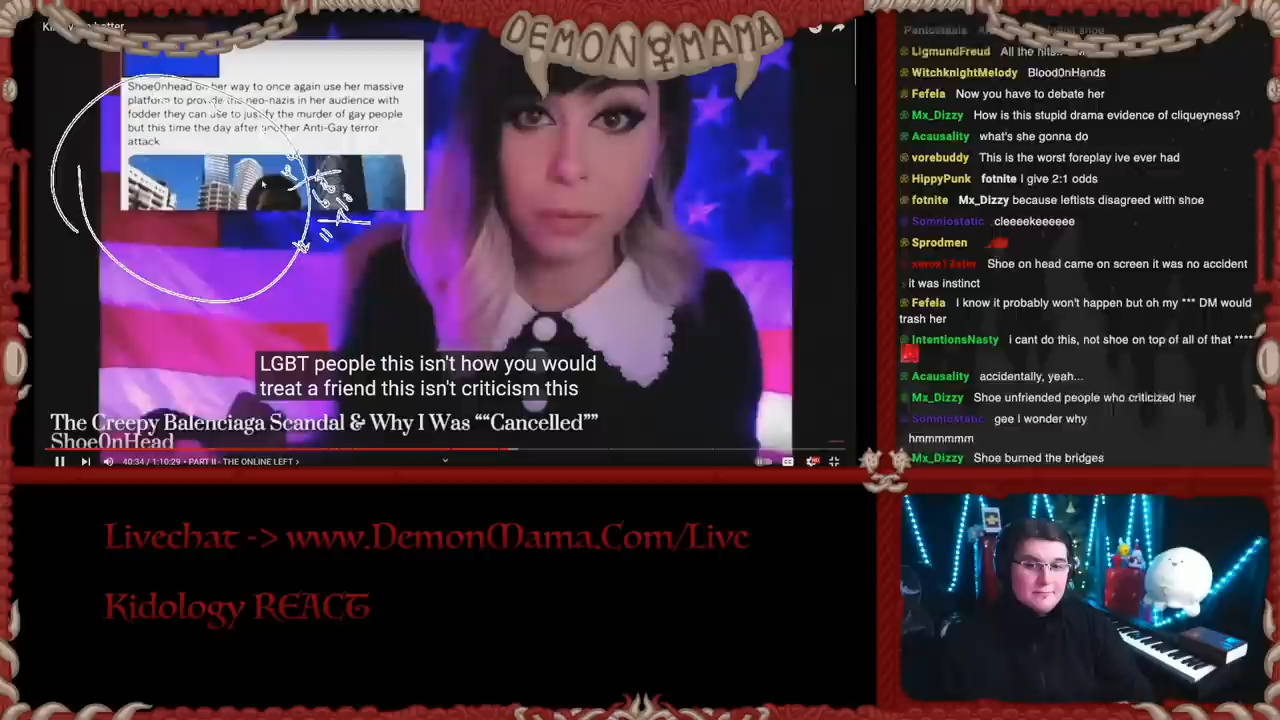 DEMON MAMA
Shoe0nhead on her way to once again use her massive
platform to provide the neo-nazis in her audience with
fodder they can use to justify the murder of gay people
but this time the day after another Anti-Gay terror
attack
LGBT people this isn't how you would
treat a friend this isn't criticism this
The Creepy Balenciaga Scandal & Why I Was ““Cancelled””
Shoe0nHead
40:34 / 1:10:29 • PART II - THE ONLINE LEFT ›
LigmundFreud All the hits..
WitchknightMelody Blood0nHands
Fefela Now you have to debate her
Mx_Dizzy How is this stupid drama evidence of cliqueyness?
Acausality what's she gonna do
vorebuddy This is the worst foreplay ive ever had
HippyPunk fotnite I give 2:1 odds
fotnite Mx_Dizzy because leftists disagreed with shoe
Somniostatic cleeeekeeeeee
Sprodmen
Shoe on head came on screen it was no accident
it was instinct
Fefela I know it probably won't happen but oh my *** DM would
trash her
IntentionsNasty i cant do this, not shoe on top of all of that ****
Acausality accidentally, yeah...
Mx_Dizzy Shoe unfriended people who criticized her
Somniostatic gee I wonder why
hmmmmmm
Mx_Dizzy Shoe burned the bridges
Livechat -> www.DemonMama.Com/Live
Kidology REACT